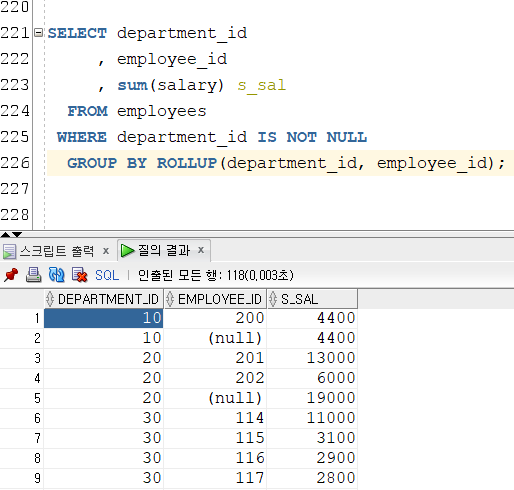 220
221 SELECT department_id
222 , employee_id
223 , sum(salary) s_sal
224 FROM employees
225 WHERE department_id IS NOT NULL
226 GROUP BY ROLLUP(department_id, employee_id);
227
228
스크립트 출력 x 질의 결과 x
SQL | 인출된 모든 행: 118(0,003초)
DEPARTMENT_ID EMPLOYEE_ID S_SAL
1 10 200 4400
2 10 (null) 4400
3 20 201 13000
4 20 202 6000
5 20 (null) 19000
6 30 114 11000
7 30 115 3100
8 30 116 2900
9 30 117 2800